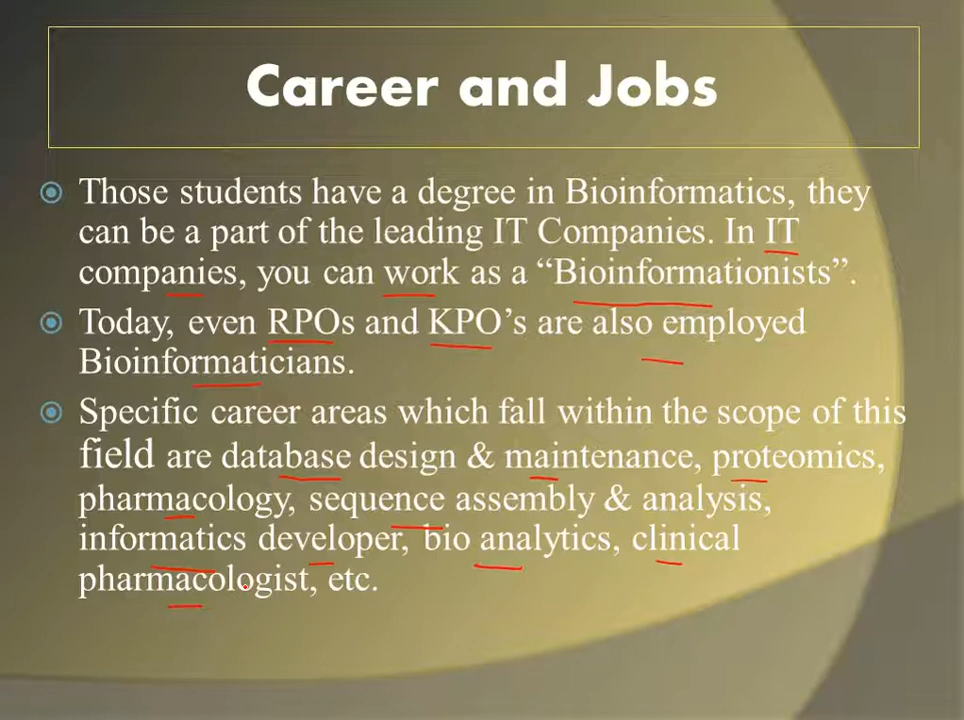 Career and Jobs
Those students have a degree in Bioinformatics, they
can be a part of the leading IT Companies. In IT
companies, you can work as a “Bioinformationists”.
Today, even RPOs and KPO’s are also employed
Bioinformaticians.
Specific career areas which fall within the scope of this
field are database design & maintenance, proteomics,
pharmacology, sequence assembly & analysis,
informatics developer, bio analytics, clinical
pharmacologist, etc.